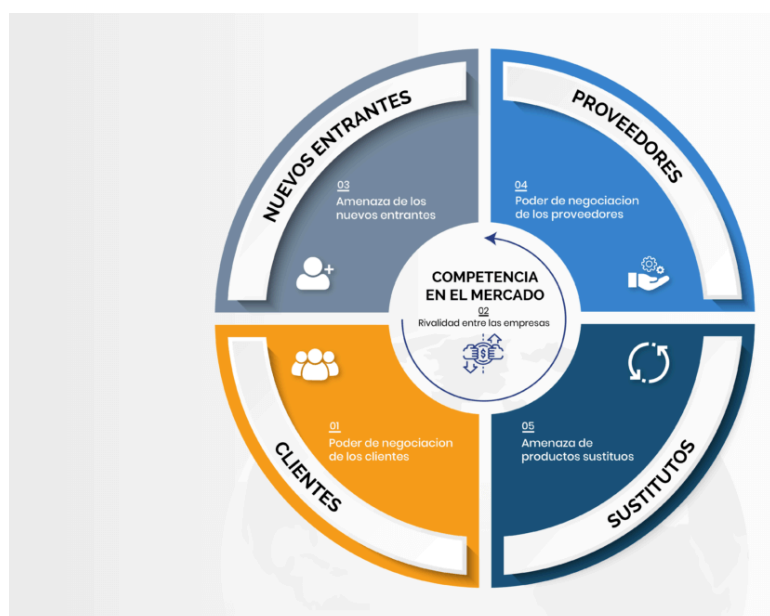 NUEVOS ENTRANTES
03
Amenaza de los
nuevos entrantes
PROVEEDORES
04
Poder de negociacion
de los proveedores
COMPETENCIA
EN EL MERCADO
02
Rivalidad entre las empresas
$
01
Poder de negociacion
de los clientes
CLIENTES
05
Amenaza de
productos sustituos
SUSTITUTOS